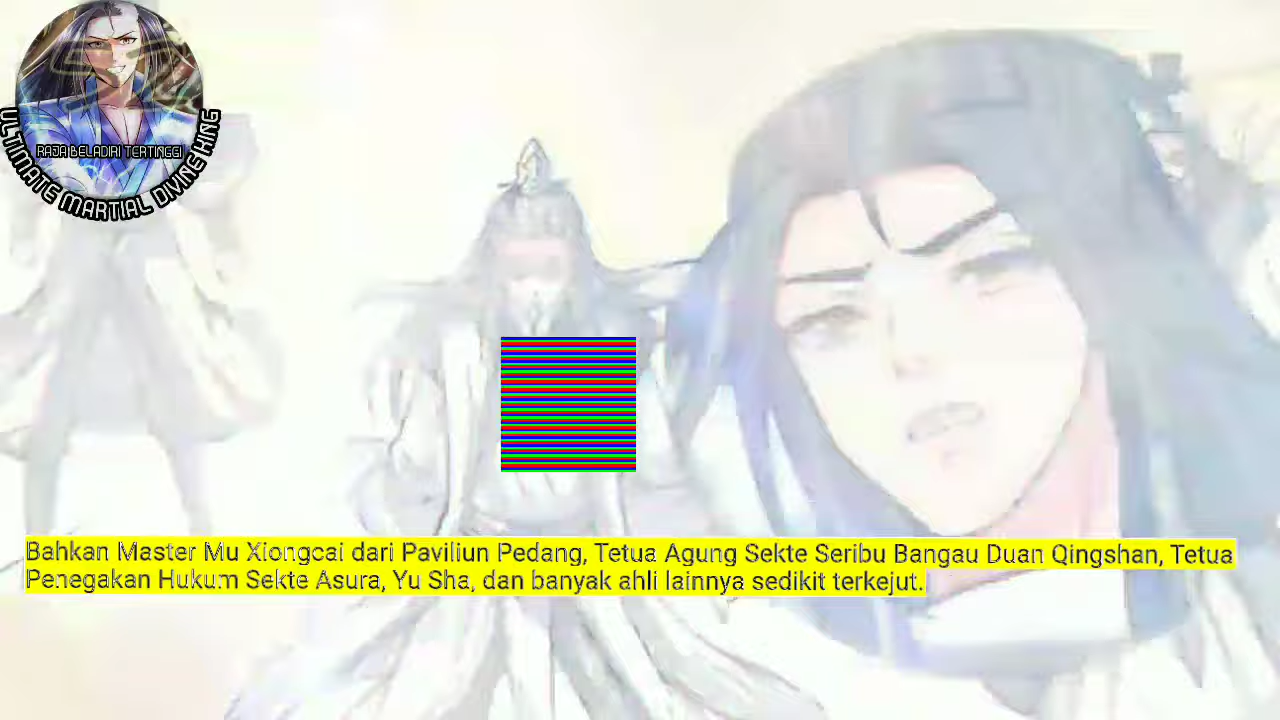 RAJA BELADIRI TERTINGGI
ULTIMATE MARTIAL DIVINE KING
Bahkan Master Mu Xiongcai dari Paviliun Pedang, Tetua Agung Sekte Seribu Bangau Duan Qingshan, Tetua
Penegakan Hukum Sekte Asura, Yu Sha, dan banyak ahli lainnya sedikit terkejut.